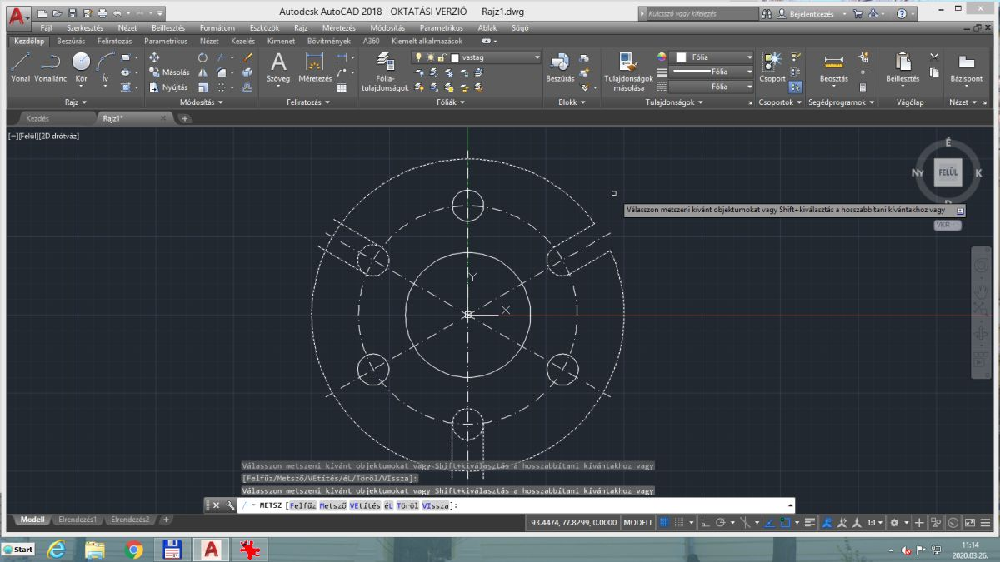 Autodesk AutoCAD 2018 - OKTATÁSI VERZIÓ Rajz1.dwg
Kulcsszó vagy kifejezés
Bejelentkezés
Fájl Szerkesztés Nézet Beillesztés Formátum Eszközök Rajz Méretezés Módosítás Parametrikus Ablak Súgó
Kezdőlap Beszúrás Feliratozás Parametrikus Nézet Kezelés Kimenet Bővítmények A360 Kiemelt alkalmazások
Vonal Vonallánc Kör Ív
Másolás
Nyújtás
Szöveg Méretezés
Fólia-
tulajdonságok
vastag
Beszúrás
Tulajdonságok
másolása
Fólia
Fólia
Fólia
Csoport
Beosztás
Beillesztés
Bázispont
Rajz Módosítás Feliratozás Fóliák Blokk Tulajdonságok Csoportok Segédprogramok Vágólap Nézet
Kezdés Rajz1* +
[−][Felül][2D drótváz]
É
NY FELÜL K
D
Válasszon metszeni kívánt objektumokat vagy Shift+kiválasztás a hosszabbítani kívántakhoz vagy
VKR
Y
X
Válasszon metszeni kívánt objektumokat vagy Shift+kiválasztás a hosszabbítani kívántakhoz vagy
[Felfűz/Metsző/VEtítés/éL/Töröl/VIssza]:
Válasszon metszeni kívánt objektumokat vagy Shift+kiválasztás a hosszabbítani kívántakhoz vagy
METSZ [Felfűz Metsző VEtítés éL Töröl VIssza]:
Modell Elrendezés1 Elrendezés2 +
93.4474, 77.8299, 0.0000 MODELL
1:1
Start
11:14
2020.03.26.